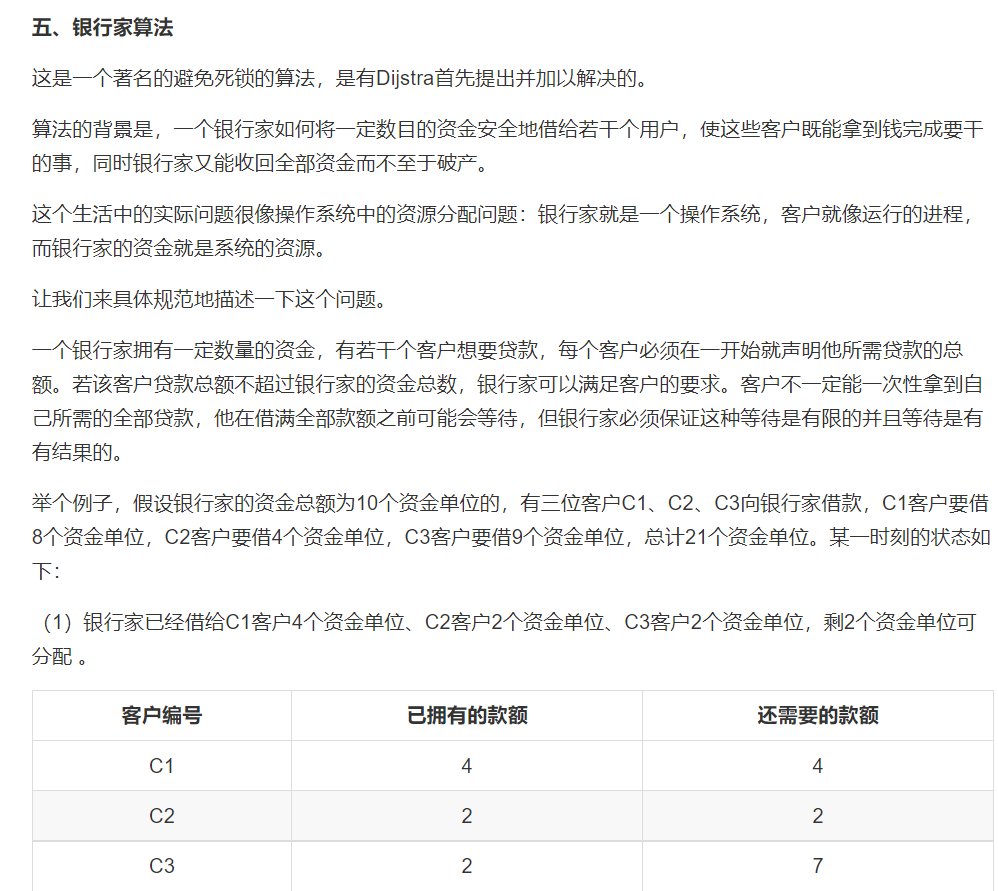 五、银行家算法
这是一个著名的避免死锁的算法，是有Dijstra首先提出并加以解决的。
算法的背景是，一个银行家如何将一定数目的资金安全地借给若干个用户，使这些客户既能拿到钱完成要干
的事，同时银行家又能收回全部资金而不至于破产。
这个生活中的实际问题很像操作系统中的资源分配问题：银行家就是一个操作系统，客户就像运行的进程，
而银行家的资金就是系统的资源。
让我们来具体规范地描述一下这个问题。
一个银行家拥有一定数量的资金，有若干个客户想要贷款，每个客户必须在一开始就声明他所需贷款的总
额。若该客户贷款总额不超过银行家的资金总数，银行家可以满足客户的要求。客户不一定能一次性拿到自
己所需的全部贷款，他在借满全部款额之前可能会等待，但银行家必须保证这种等待是有限的并且等待是有
有结果的。
举个例子，假设银行家的资金总额为10个资金单位的，有三位客户C1、C2、C3向银行家借款，C1客户要借
8个资金单位，C2客户要借4个资金单位，C3客户要借9个资金单位，总计21个资金单位。某一时刻的状态如
下：
（1）银行家已经借给C1客户4个资金单位、C2客户2个资金单位、C3客户2个资金单位，剩2个资金单位可
分配 。
客户编号 已拥有的款额 还需要的款额
C1 4 4
C2 2 2
C3 2 7